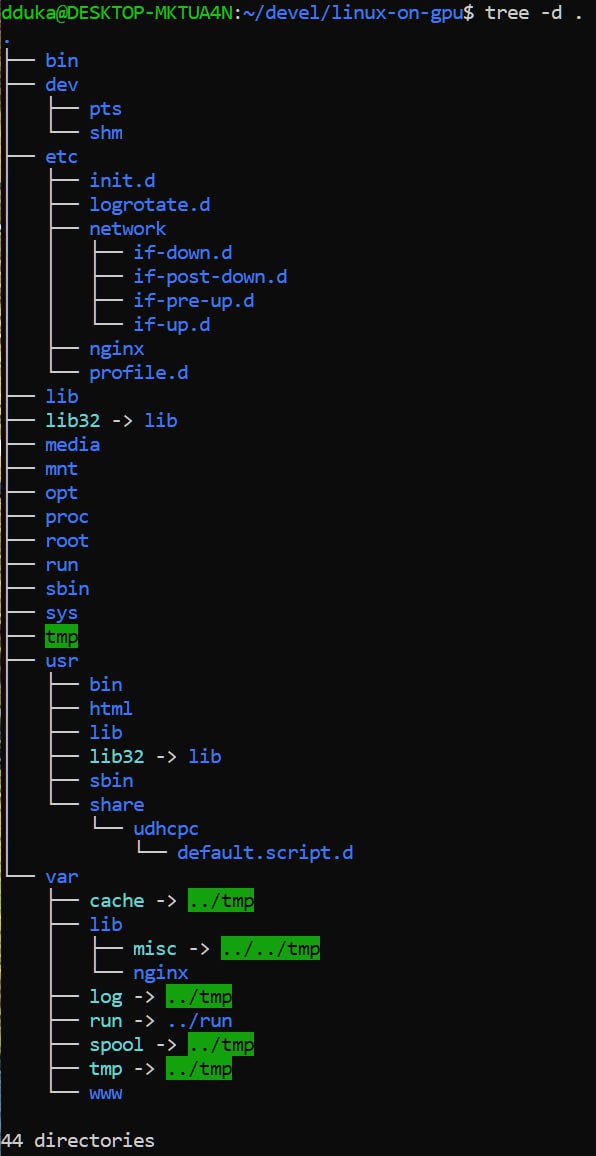 dduka@DESKTOP-MKTUA4N:~/devel/linux-on-gpu$ tree -d .
.
├── bin
├── dev
│   ├── pts
│   └── shm
├── etc
│   ├── init.d
│   ├── logrotate.d
│   ├── network
│   │   ├── if-down.d
│   │   ├── if-post-down.d
│   │   ├── if-pre-up.d
│   │   └── if-up.d
│   ├── nginx
│   └── profile.d
├── lib
├── lib32 -> lib
├── media
├── mnt
├── opt
├── proc
├── root
├── run
├── sbin
├── sys
├── tmp
├── usr
│   ├── bin
│   ├── html
│   ├── lib
│   ├── lib32 -> lib
│   ├── sbin
│   └── share
│       └── udhcpc
│           └── default.script.d
└── var
    ├── cache -> ../tmp
    ├── lib
    │   ├── misc -> ../../tmp
    │   └── nginx
    ├── log -> ../tmp
    ├── run -> ../run
    ├── spool -> ../tmp
    ├── tmp -> ../tmp
    └── www

44 directories